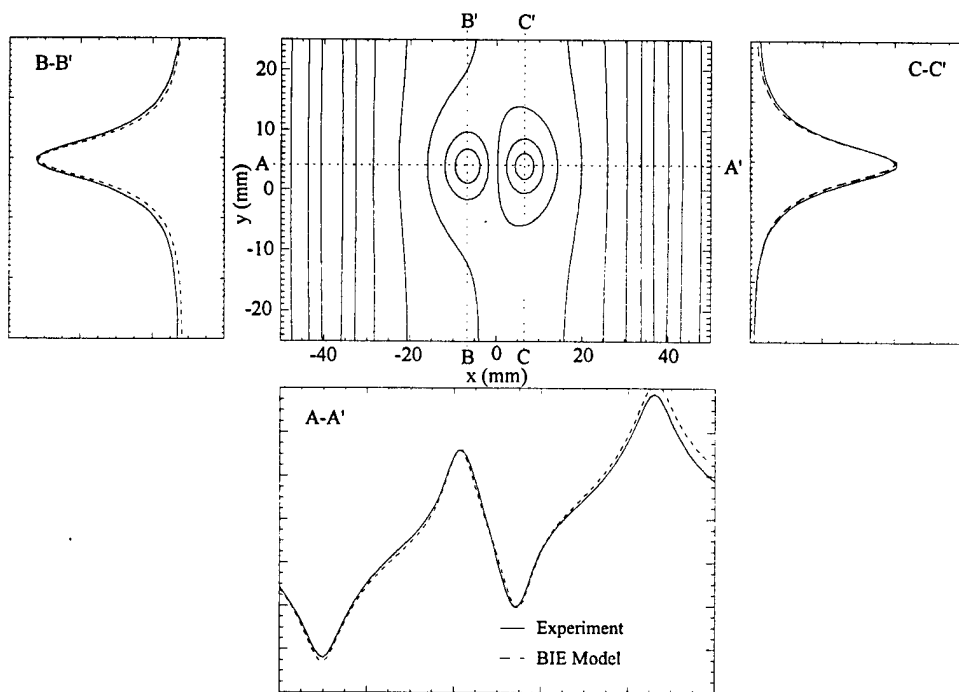 B' C'
B-B'
C-C'
20
10
0
-10
-20
y (mm)
A A'
-40 -20 0 20 40
B C
x (mm)
A-A'
Experiment
BIE Model